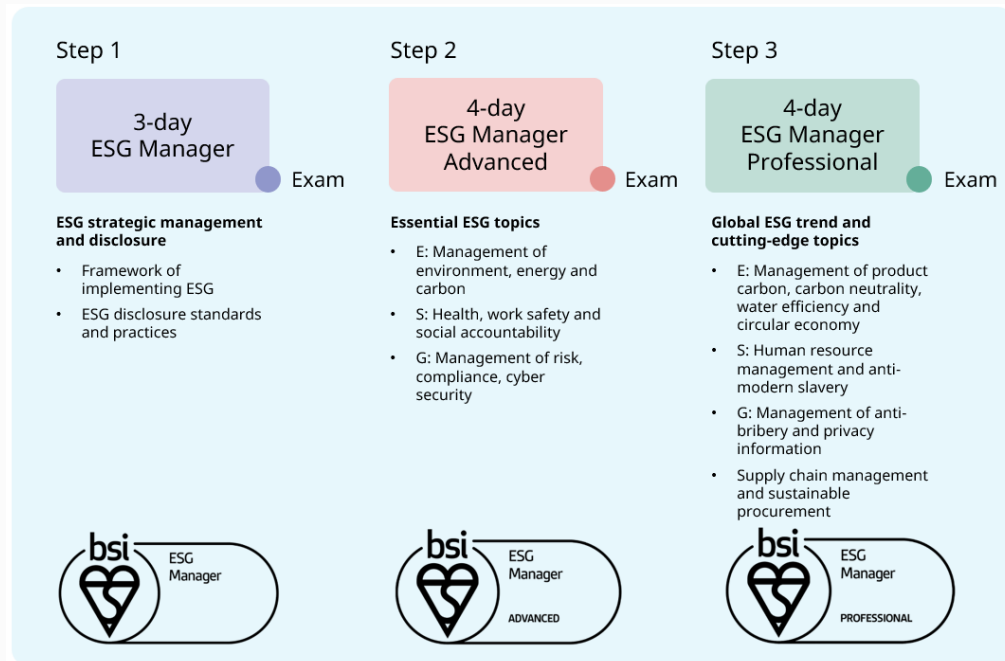 Step 1
3-day
ESG Manager
Exam
ESG strategic management
and disclosure
• Framework of
implementing ESG
• ESG disclosure standards
and practices
bsi
ESG
Manager
Step 2
4-day
ESG Manager
Advanced
Exam
Essential ESG topics
• E: Management of
environment, energy and
carbon
• S: Health, work safety and
social accountability
• G: Management of risk,
compliance, cyber
security
bsi
ESG
Manager
ADVANCED
Step 3
4-day
ESG Manager
Professional
Exam
Global ESG trend and
cutting-edge topics
• E: Management of product
carbon, carbon neutrality,
water efficiency and
circular economy
• S: Human resource
management and anti-
modern slavery
• G: Management of anti-
bribery and privacy
information
• Supply chain management
and sustainable
procurement
bsi
ESG
Manager
PROFESSIONAL